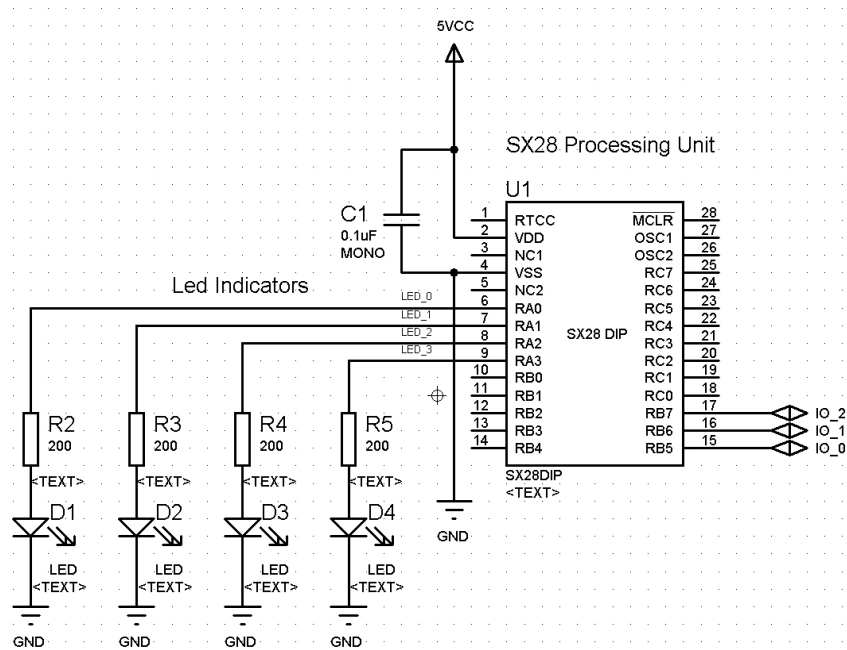 5VCC
SX28 Processing Unit
U1
C1
0.1uF
MONO
Led Indicators
LED_0
LED_1
LED_2
LED_3
1 RTCC MCLR 28
2 VDD OSC1 27
3 NC1 OSC2 26
4 VSS RC7 25
5 NC2 RC6 24
6 RA0 RC5 23
7 RA1 SX28 DIP RC4 22
8 RA2 RC3 21
9 RA3 RC2 20
10 RB0 RC1 19
11 RB1 RC0 18
12 RB2 RB7 17 IO_2
13 RB3 RB6 16 IO_1
14 RB4 RB5 15 IO_0
SX28DIP
<TEXT>
GND
R2 R3 R4 R5
200 200 200 200
<TEXT> <TEXT> <TEXT> <TEXT>
D1 D2 D3 D4
LED LED LED LED
<TEXT> <TEXT> <TEXT> <TEXT>
GND GND GND GND